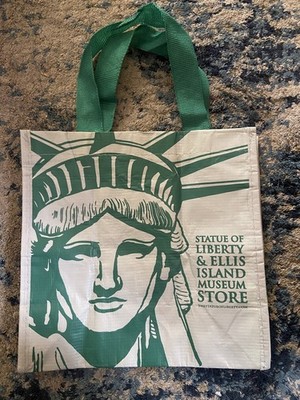 STATUE OF
LIBERTY
& ELLIS
ISLAND
MUSEUM
STORE